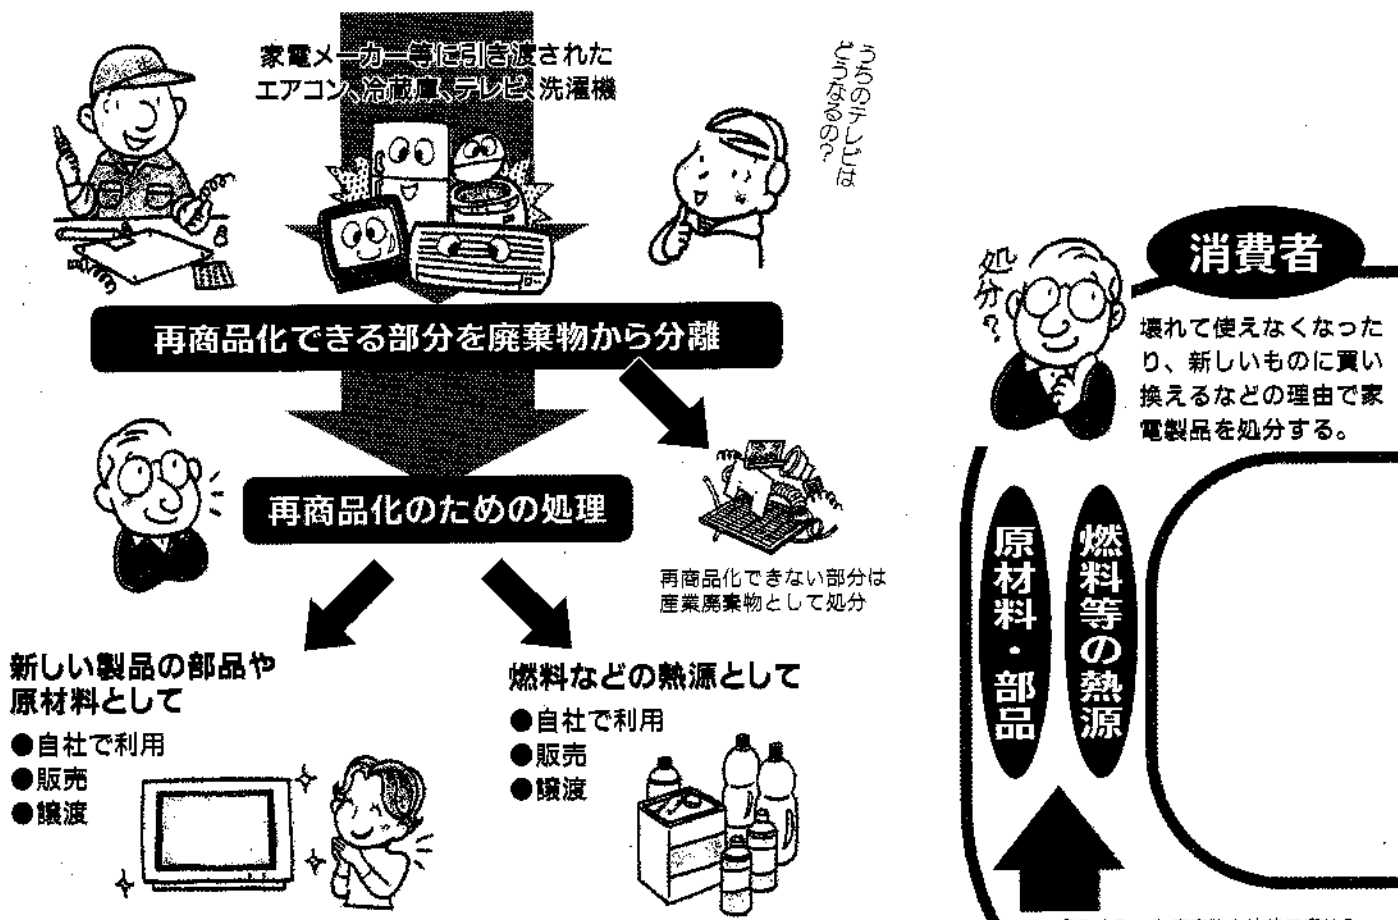 家電メーカー等に引き渡された
エアコン、冷蔵庫、テレビ、洗濯機
うちのテレビは
どうなるの？
再商品化できる部分を廃棄物から分離
再商品化のための処理
再商品化できない部分は
産業廃棄物として処分
新しい製品の部品や
原材料として
●自社で利用
●販売
●譲渡
燃料などの熱源として
●自社で利用
●販売
●譲渡
処分？
消費者
壊れて使えなくなった
り、新しいものに買い
換えるなどの理由で家
電製品を処分する。
原材料・部品
燃料等の熱源